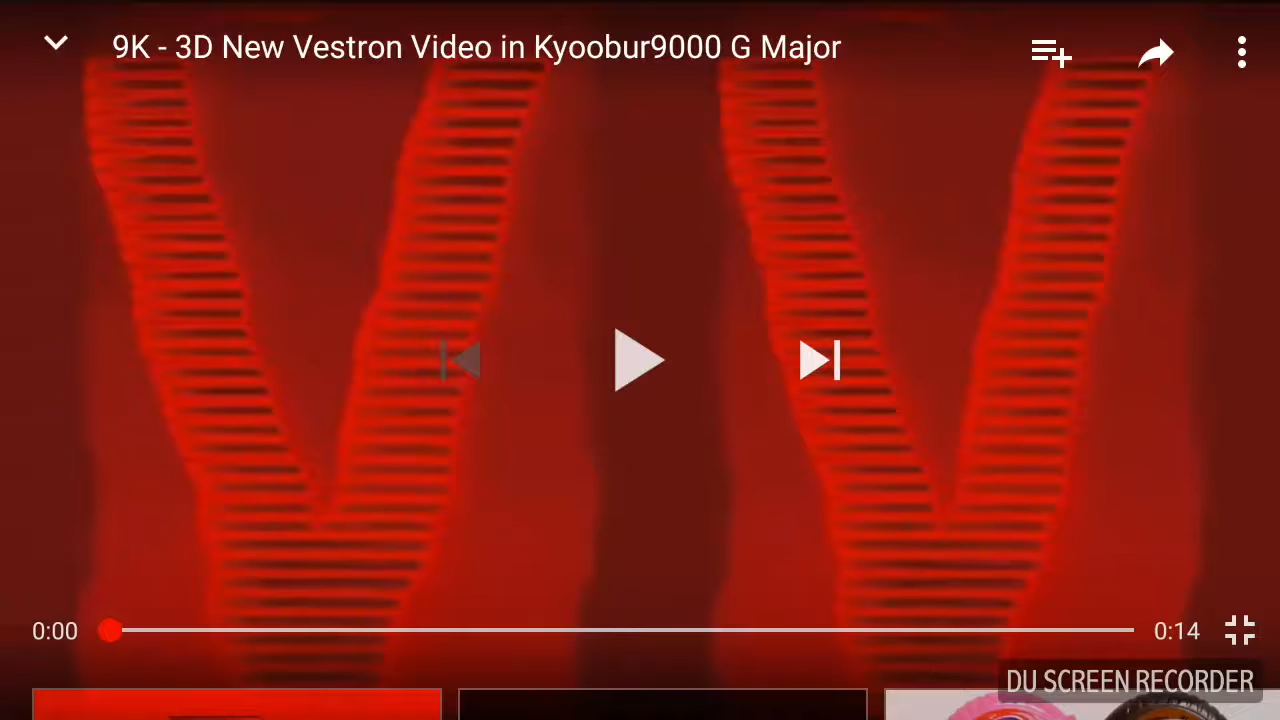 9K - 3D New Vestron Video in Kyoobur9000 G Major
0:00
0:14
DU SCREEN RECORDER